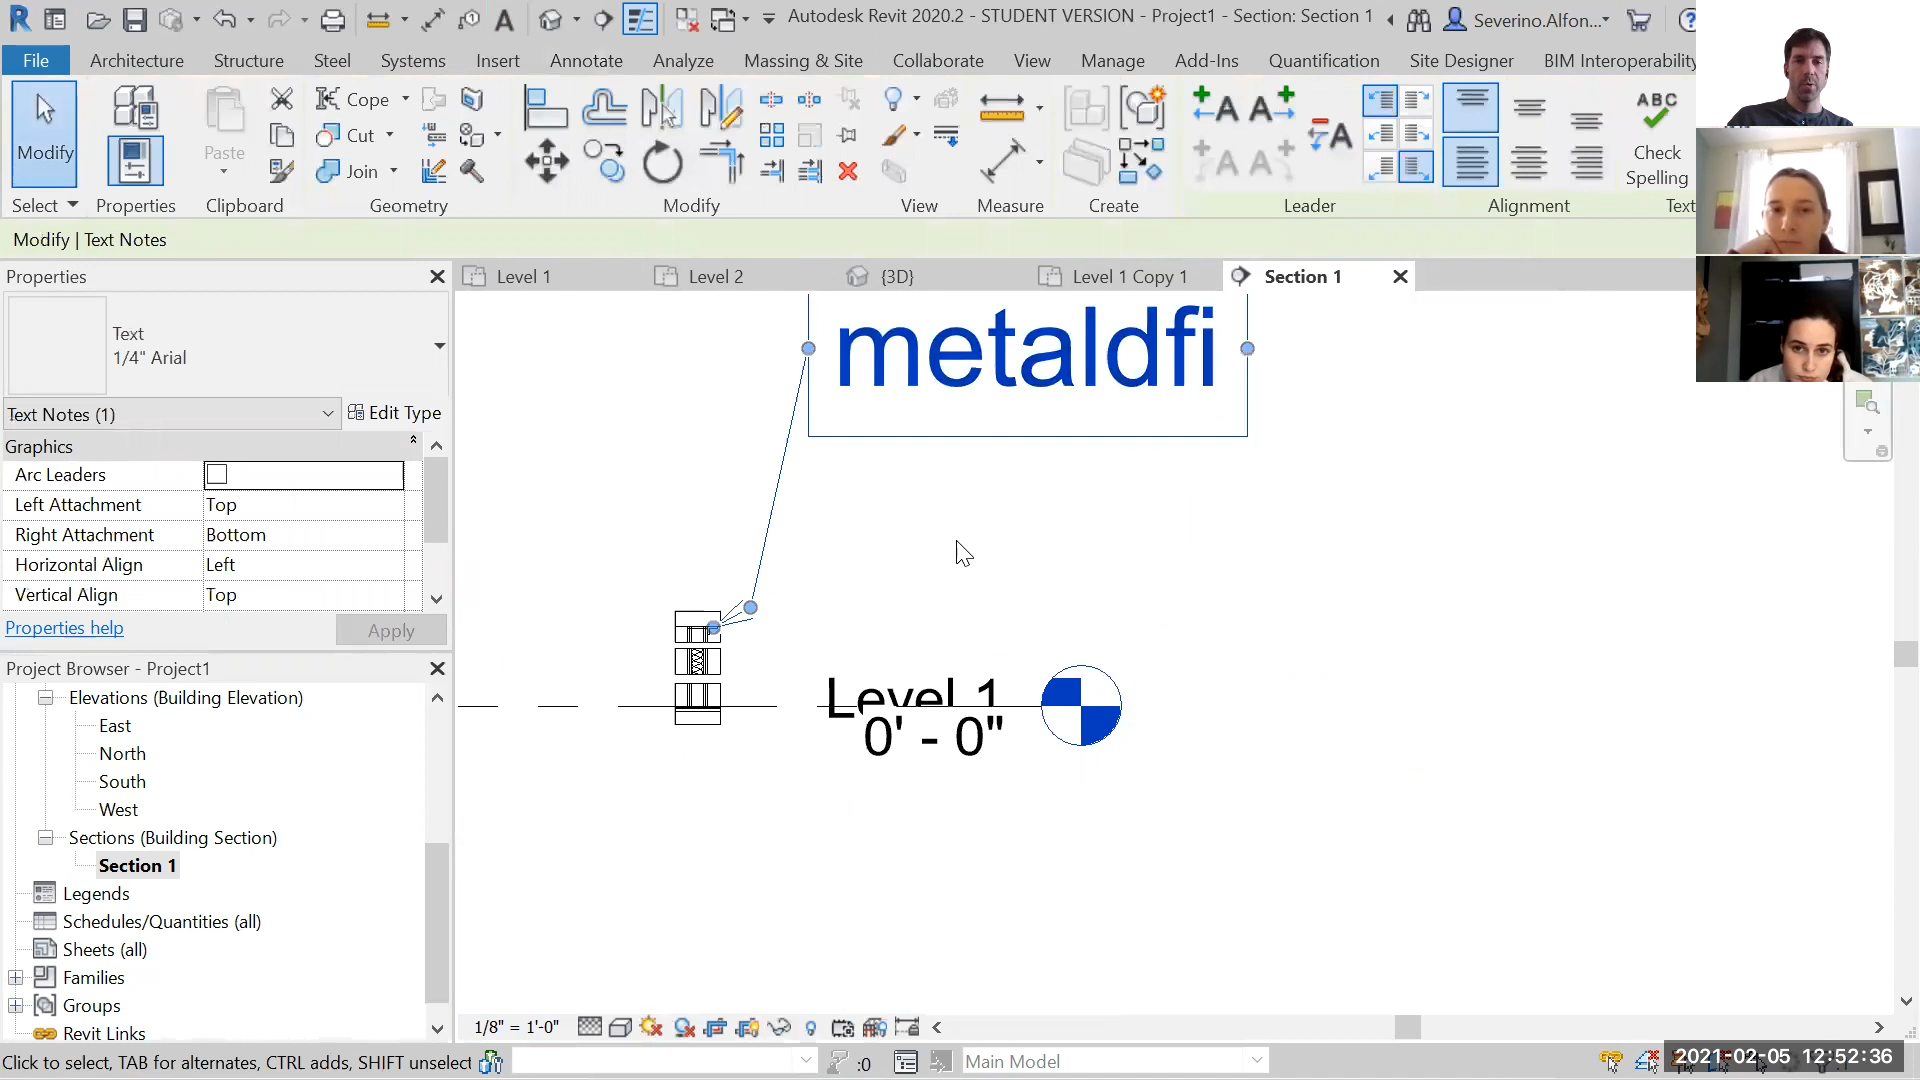 Autodesk Revit 2020.2 - STUDENT VERSION - Project1 - Section: Section 1
Severino.Alfon...
File Architecture Structure Steel Systems Insert Annotate Analyze Massing & Site Collaborate View Manage Add-Ins Quantification Site Designer BIM Interoperability
Modify
Paste
Cope
Cut
Join
ABC
Check
Spelling
Select Properties Clipboard Geometry Modify View Measure Create Leader Alignment Text
Modify | Text Notes
Properties
Level 1 Level 2 {3D} Level 1 Copy 1 Section 1
Text
1/4" Arial
Text Notes (1) Edit Type
Graphics
Arc Leaders
Left Attachment Top
Right Attachment Bottom
Horizontal Align Left
Vertical Align Top
Properties help Apply
metaldfi
Level 1
0' - 0"
Project Browser - Project1
Elevations (Building Elevation)
East
North
South
West
Sections (Building Section)
Section 1
Legends
Schedules/Quantities (all)
Sheets (all)
Families
Groups
Revit Links
1/8" = 1'-0"
Click to select, TAB for alternates, CTRL adds, SHIFT unselect :0 Main Model
2021-02-05 12:52:36